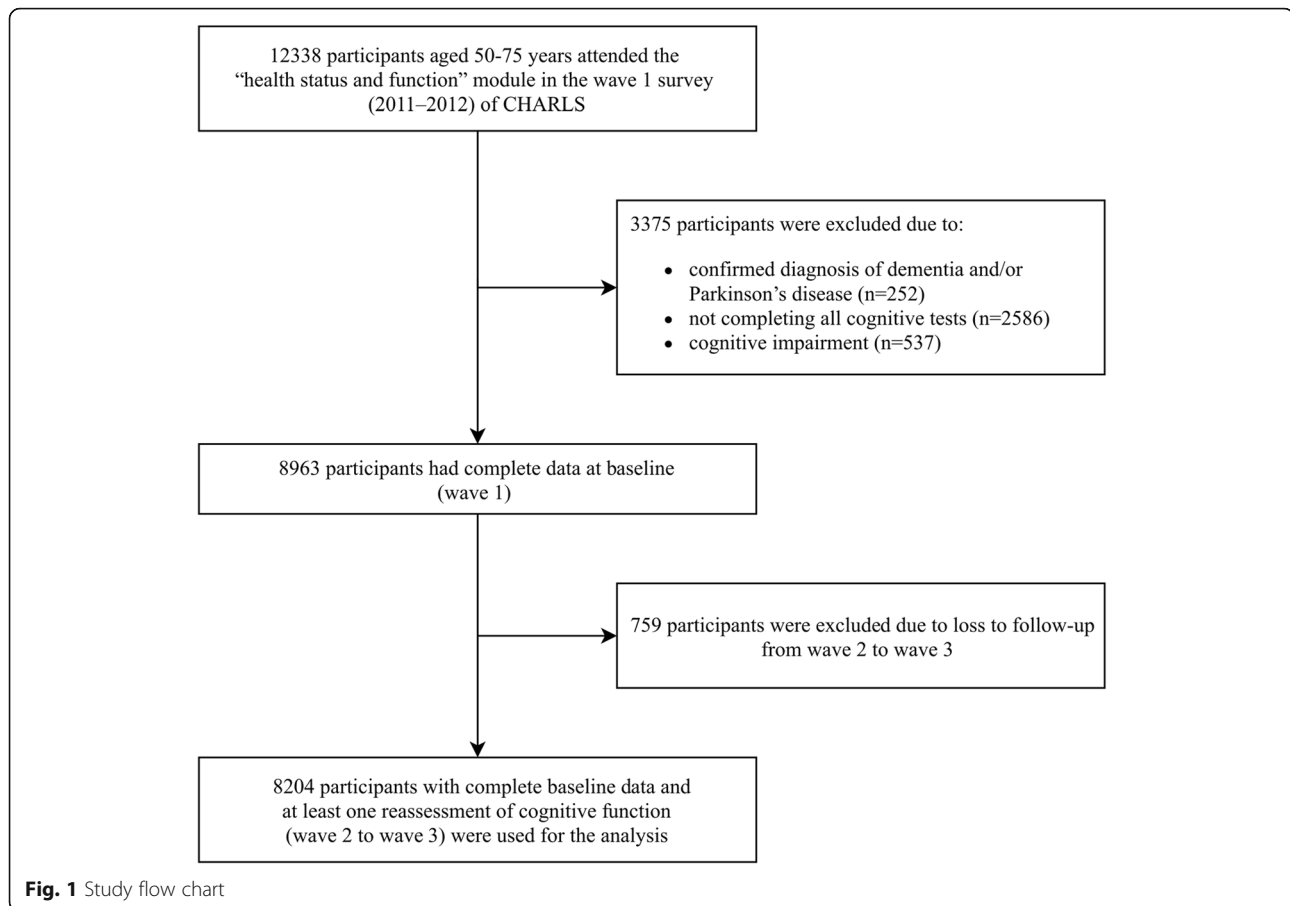 12338 participants aged 50-75 years attended the
“health status and function” module in the wave 1 survey
(2011–2012) of CHARLS
3375 participants were excluded due to:
• confirmed diagnosis of dementia and/or
Parkinson’s disease (n=252)
• not completing all cognitive tests (n=2586)
• cognitive impairment (n=537)
8963 participants had complete data at baseline
(wave 1)
759 participants were excluded due to loss to follow-up
from wave 2 to wave 3
8204 participants with complete baseline data and
at least one reassessment of cognitive function
(wave 2 to wave 3) were used for the analysis
Fig. 1 Study flow chart